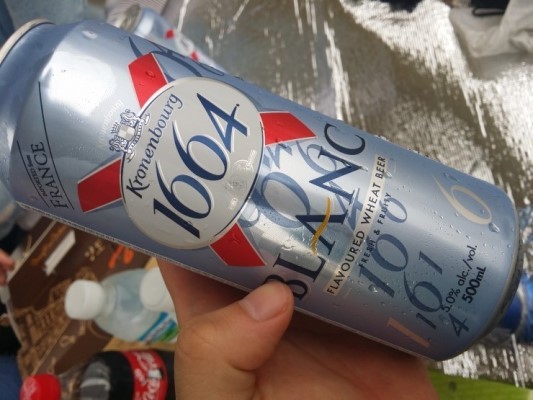 FRANCE
Kronenbourg
1664
BLANC
FLAVOURED WHEAT BEER
FRESH & FRUITY
5.0% alc./vol.
500ml